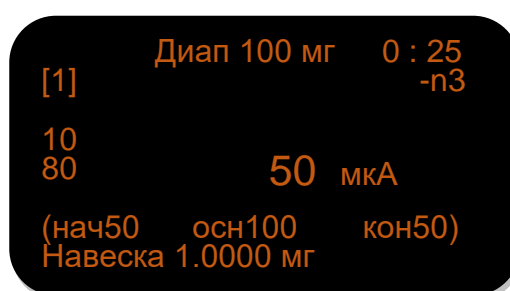 Диап 100 мг 0 : 25
[1] -n3
10
80 50 мкА
(нач50 осн100 кон50)
Навеска 1.0000 мг